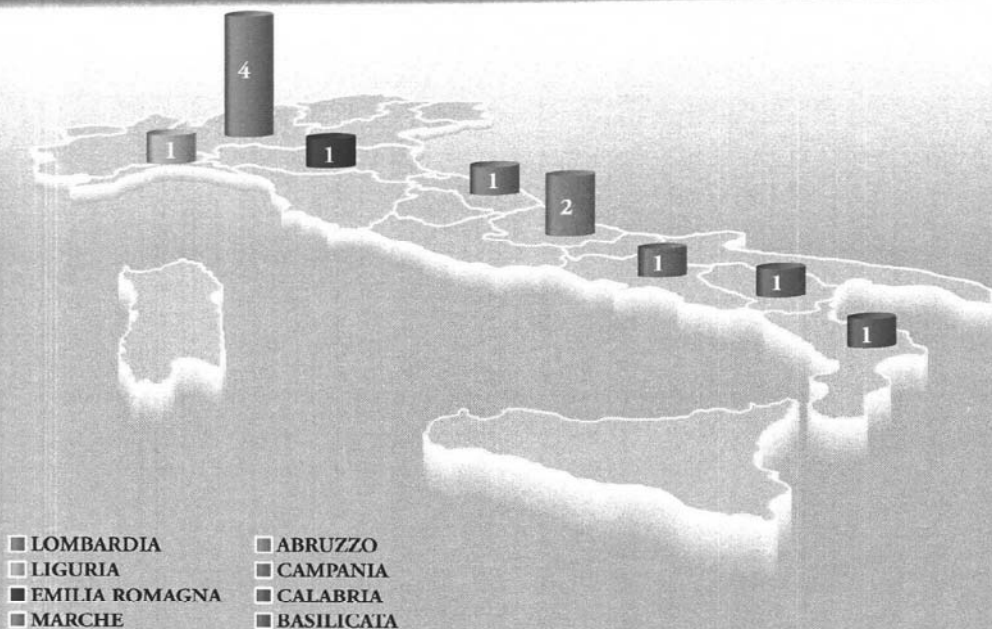 4
1
1
1
2
1
1
1
LOMBARDIA
LIGURIA
EMILIA ROMAGNA
MARCHE
ABRUZZO
CAMPANIA
CALABRIA
BASILICATA